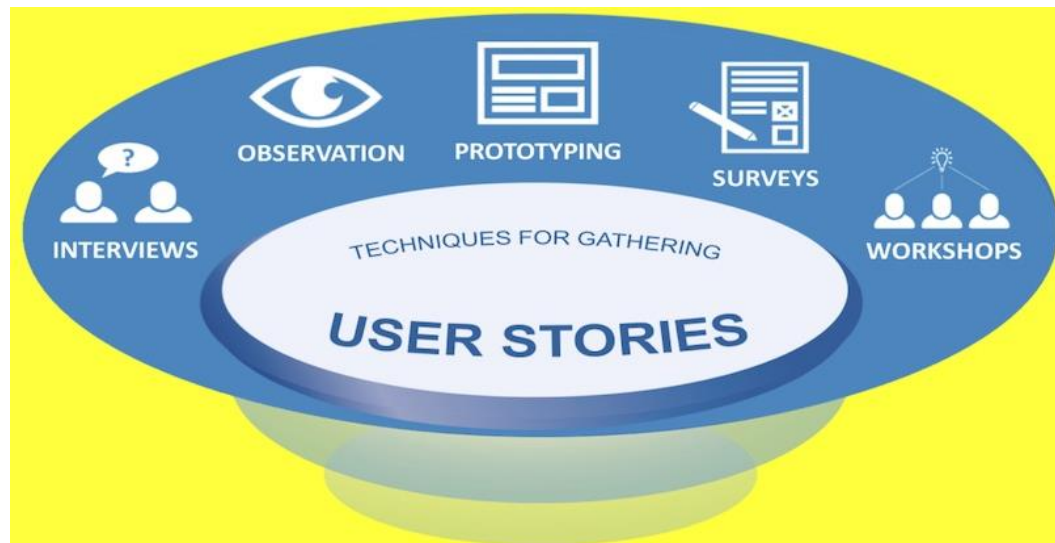 ?
OBSERVATION
PROTOTYPING
SURVEYS
INTERVIEWS
WORKSHOPS
TECHNIQUES FOR GATHERING
USER STORIES